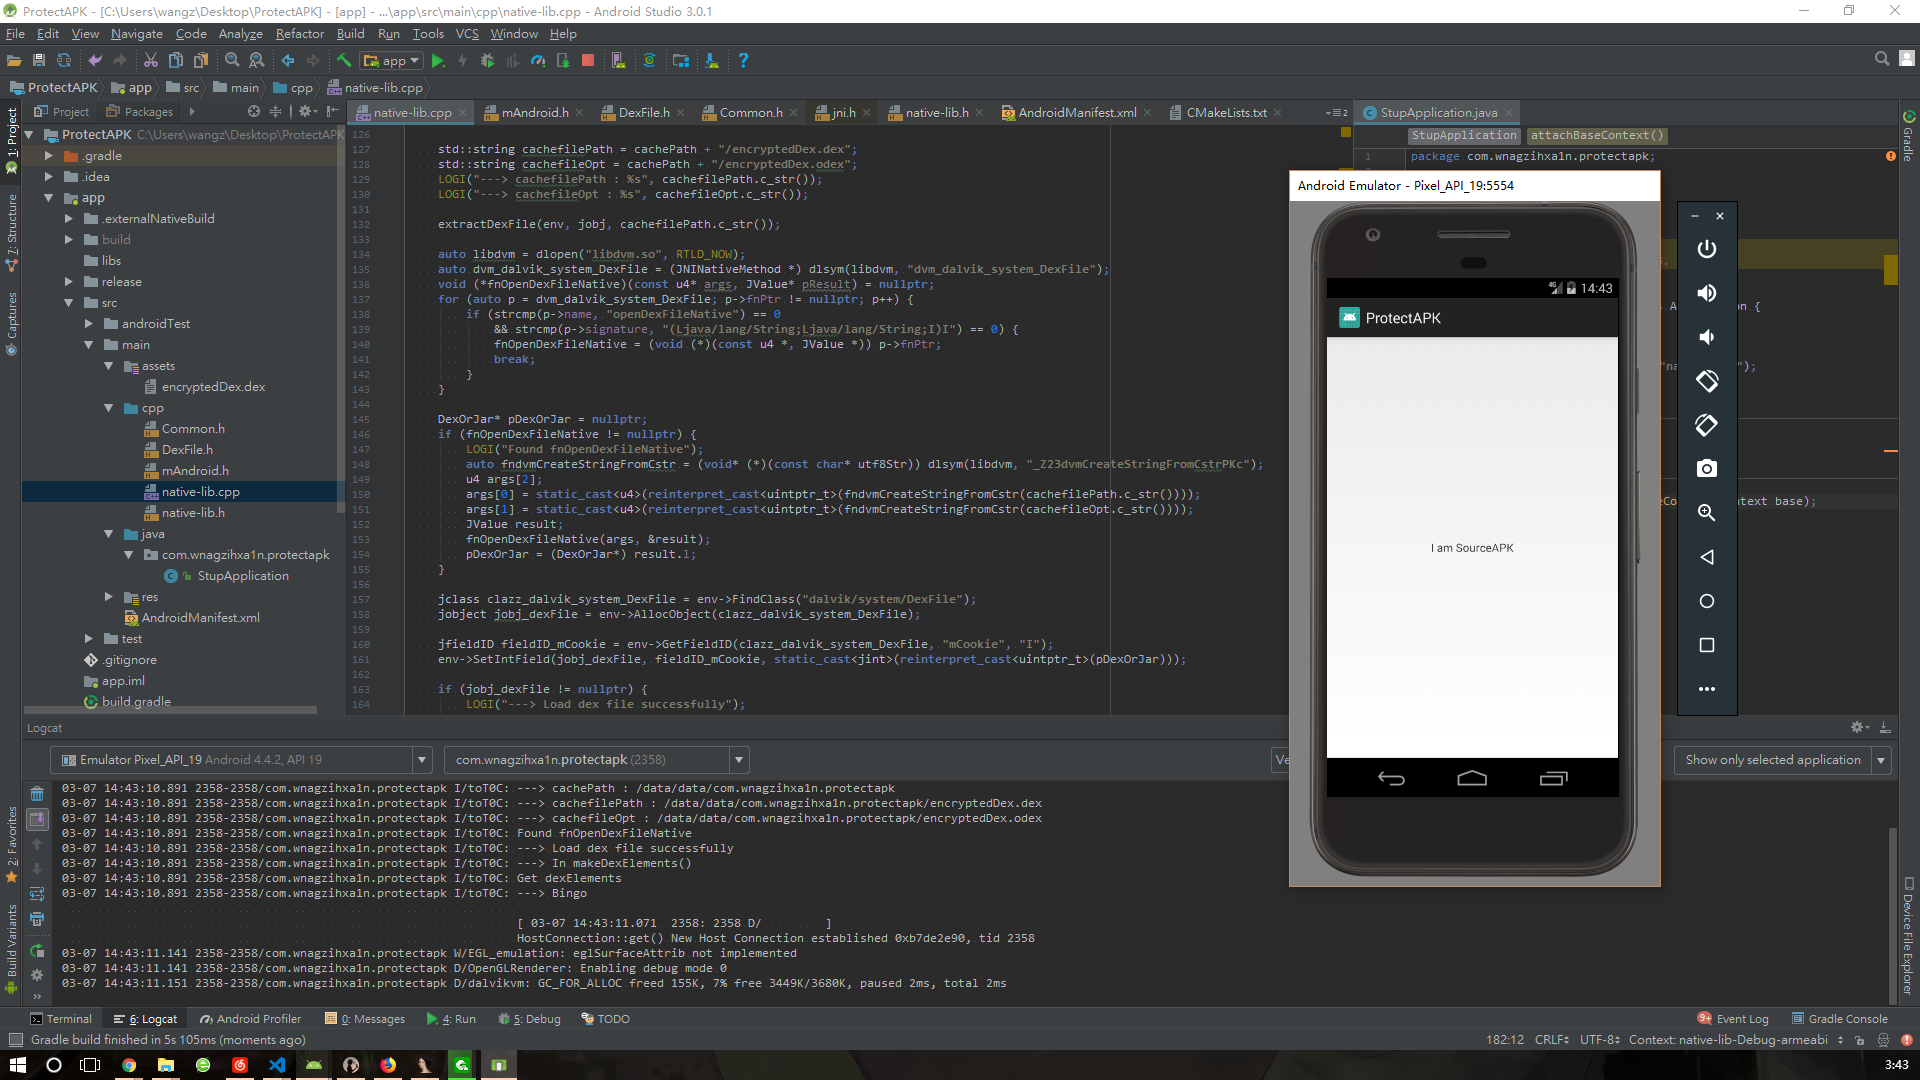 ProtectAPK - [C:\Users\wangz\Desktop\ProtectAPK] - [app] - ...\app\src\main\cpp\native-lib.cpp - Android Studio 3.0.1
File Edit View Navigate Code Analyze Refactor Build Run Tools VCS Window Help
app
ProtectAPK app src main cpp native-lib.cpp
Project Packages
native-lib.cpp mAndroid.h DexFile.h Common.h jni.h native-lib.h AndroidManifest.xml CMakeLists.txt
StupApplication.java
StupApplication attachBaseContext()
1 package com.wnagzihxa1n.protectapk;
1: Project
7: Structure
Captures
2: Favorites
Build Variants
Gradle
Device File Explorer
ProtectAPK C:\Users\wangz\Desktop\ProtectAPK
.gradle
.idea
app
.externalNativeBuild
build
libs
release
src
androidTest
main
assets
encryptedDex.dex
cpp
Common.h
DexFile.h
mAndroid.h
native-lib.cpp
native-lib.h
java
com.wnagzihxa1n.protectapk
StupApplication
res
AndroidManifest.xml
test
.gitignore
app.iml
build.gradle
126
127 std::string cachefilePath = cachePath + "/encryptedDex.dex";
128 std::string cachefileOpt = cachePath + "/encryptedDex.odex";
129 LOGI("---> cachefilePath : %s", cachefilePath.c_str());
130 LOGI("---> cachefileOpt : %s", cachefileOpt.c_str());
131
132 extractDexFile(env, jobj, cachefilePath.c_str());
133
134 auto libdvm = dlopen("libdvm.so", RTLD_NOW);
135 auto dvm_dalvik_system_DexFile = (JNINativeMethod *) dlsym(libdvm, "dvm_dalvik_system_DexFile");
136 void (*fnOpenDexFileNative)(const u4* args, JValue* pResult) = nullptr;
137 for (auto p = dvm_dalvik_system_DexFile; p->fnPtr != nullptr; p++) {
138 if (strcmp(p->name, "openDexFileNative") == 0
139 && strcmp(p->signature, "(Ljava/lang/String;Ljava/lang/String;I)I") == 0) {
140 fnOpenDexFileNative = (void (*)(const u4 *, JValue *)) p->fnPtr;
141 break;
142 }
143 }
144
145 DexOrJar* pDexOrJar = nullptr;
146 if (fnOpenDexFileNative != nullptr) {
147 LOGI("Found fnOpenDexFileNative");
148 auto fndvmCreateStringFromCstr = (void* (*)(const char* utf8Str)) dlsym(libdvm, "_Z23dvmCreateStringFromCstrPKc");
149 u4 args[2];
150 args[0] = static_cast<u4>(reinterpret_cast<uintptr_t>(fndvmCreateStringFromCstr(cachefilePath.c_str())));
151 args[1] = static_cast<u4>(reinterpret_cast<uintptr_t>(fndvmCreateStringFromCstr(cachefileOpt.c_str())));
152 JValue result;
153 fnOpenDexFileNative(args, &result);
154 pDexOrJar = (DexOrJar*) result.l;
155 }
156
157 jclass clazz_dalvik_system_DexFile = env->FindClass("dalvik/system/DexFile");
158 jobject jobj_dexFile = env->AllocObject(clazz_dalvik_system_DexFile);
159
160 jfieldID fieldID_mCookie = env->GetFieldID(clazz_dalvik_system_DexFile, "mCookie", "I");
161 env->SetIntField(jobj_dexFile, fieldID_mCookie, static_cast<jint>(reinterpret_cast<uintptr_t>(pDexOrJar)));
162
163 if (jobj_dexFile != nullptr) {
164 LOGI("---> Load dex file successfully");
Android Emulator - Pixel_API_19:5554
4G 14:43
ProtectAPK
I am SourceAPK
Logcat
Emulator Pixel_API_19 Android 4.4.2, API 19
com.wnagzihxa1n.protectapk (2358)
Show only selected application
03-07 14:43:10.891 2358-2358/com.wnagzihxa1n.protectapk I/toT0C: ---> cachePath : /data/data/com.wnagzihxa1n.protectapk
03-07 14:43:10.891 2358-2358/com.wnagzihxa1n.protectapk I/toT0C: ---> cachefilePath : /data/data/com.wnagzihxa1n.protectapk/encryptedDex.dex
03-07 14:43:10.891 2358-2358/com.wnagzihxa1n.protectapk I/toT0C: ---> cachefileOpt : /data/data/com.wnagzihxa1n.protectapk/encryptedDex.odex
03-07 14:43:10.891 2358-2358/com.wnagzihxa1n.protectapk I/toT0C: Found fnOpenDexFileNative
03-07 14:43:10.891 2358-2358/com.wnagzihxa1n.protectapk I/toT0C: ---> Load dex file successfully
03-07 14:43:10.891 2358-2358/com.wnagzihxa1n.protectapk I/toT0C: ---> In makeDexElements()
03-07 14:43:10.891 2358-2358/com.wnagzihxa1n.protectapk I/toT0C: Get dexElements
03-07 14:43:10.891 2358-2358/com.wnagzihxa1n.protectapk I/toT0C: ---> Bingo
[ 03-07 14:43:11.071 2358: 2358 D/ ]
HostConnection::get() New Host Connection established 0xb7de2e90, tid 2358
03-07 14:43:11.141 2358-2358/com.wnagzihxa1n.protectapk W/EGL_emulation: eglSurfaceAttrib not implemented
03-07 14:43:11.141 2358-2358/com.wnagzihxa1n.protectapk D/OpenGLRenderer: Enabling debug mode 0
03-07 14:43:11.151 2358-2358/com.wnagzihxa1n.protectapk D/dalvikvm: GC_FOR_ALLOC freed 155K, 7% free 3449K/3680K, paused 2ms, total 2ms
Terminal 6: Logcat Android Profiler 0: Messages 4: Run 5: Debug TODO
9+ Event Log Gradle Console
Gradle build finished in 5s 105ms (moments ago)
182:12 CRLF UTF-8 Context: native-lib-Debug-armeabi
3:43